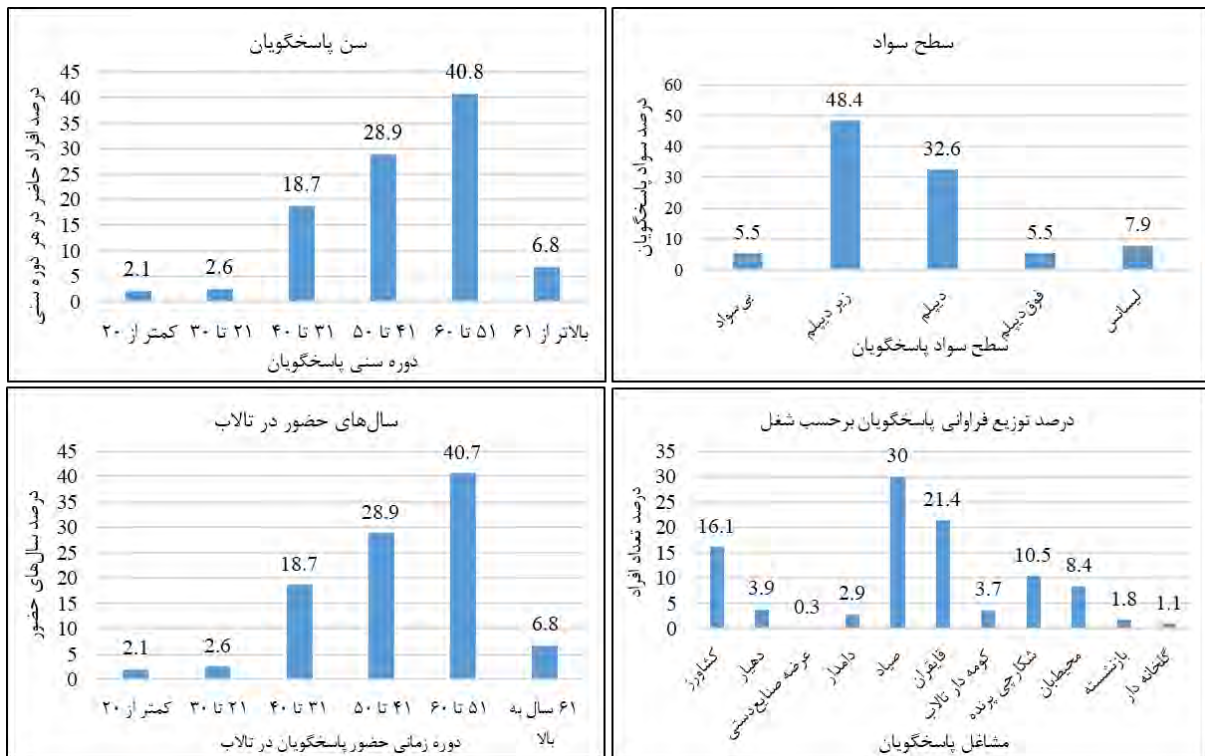 سن پاسخگویان
درصد افراد حاضر در هر دوره سنی
45
40
35
30
25
20
15
10
5
0
2.1
2.6
18.7
28.9
40.8
6.8
کمتر از ۲۰
۲۱ تا ۳۰
۳۱ تا ۴۰
۴۱ تا ۵۰
۵۱ تا ۶۰
بالاتر از ۶۱
دوره سنی پاسخگویان
سطح سواد
درصد سواد پاسخگویان
60
50
40
30
20
10
0
5.5
48.4
32.6
5.5
7.9
بی‌سواد
زیر دیپلم
دیپلم
فوق دیپلم
لیسانس
سطح سواد پاسخگویان
سال‌های حضور در تالاب
درصد سال‌های حضور
45
40
35
30
25
20
15
10
5
0
2.1
2.6
18.7
28.9
40.7
6.8
کمتر از ۲۰
۲۱ تا ۳۰
۳۱ تا ۴۰
۴۱ تا ۵۰
۵۱ تا ۶۰
۶۱ سال به
بالا
دوره زمانی حضور پاسخگویان در تالاب
درصد توزیع فراوانی پاسخگویان برحسب شغل
درصد تعداد افراد
35
30
25
20
15
10
5
0
16.1
3.9
0.3
2.9
30
21.4
3.7
10.5
8.4
1.8
1.1
کشاورز
دهیار
عرضه صنایع‌دستی
دامدار
صیاد
قایقران
کومه دار تالاب
شکارچی پرنده
محیط‌بان
بازنشسته
گلخانه دار
مشاغل پاسخگویان